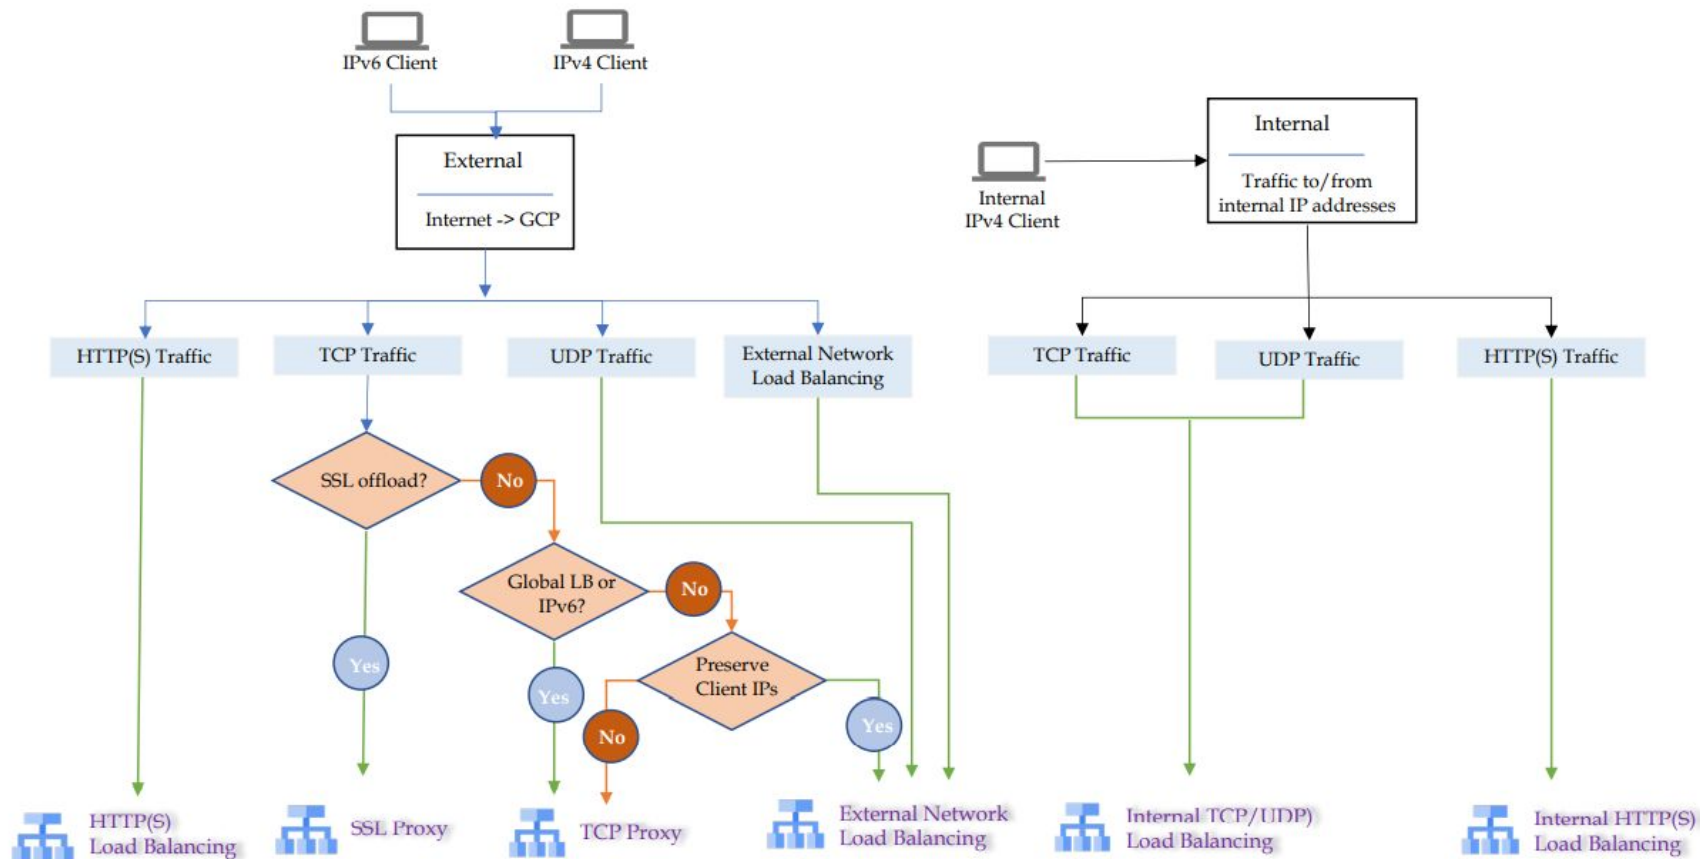 IPv6 Client
IPv4 Client
External
Internet -> GCP
Internal
Traffic to/from
internal IP addresses
Internal
IPv4 Client
HTTP(S) Traffic
TCP Traffic
UDP Traffic
External Network
Load Balancing
TCP Traffic
UDP Traffic
HTTP(S) Traffic
SSL offload?
No
Global LB or
IPv6?
No
Yes
Preserve
Client IPs
Yes
No
Yes
HTTP(S)
Load Balancing
SSL Proxy
TCP Proxy
External Network
Load Balancing
Internal TCP/UDP)
Load Balancing
Internal HTTP(S)
Load Balancing